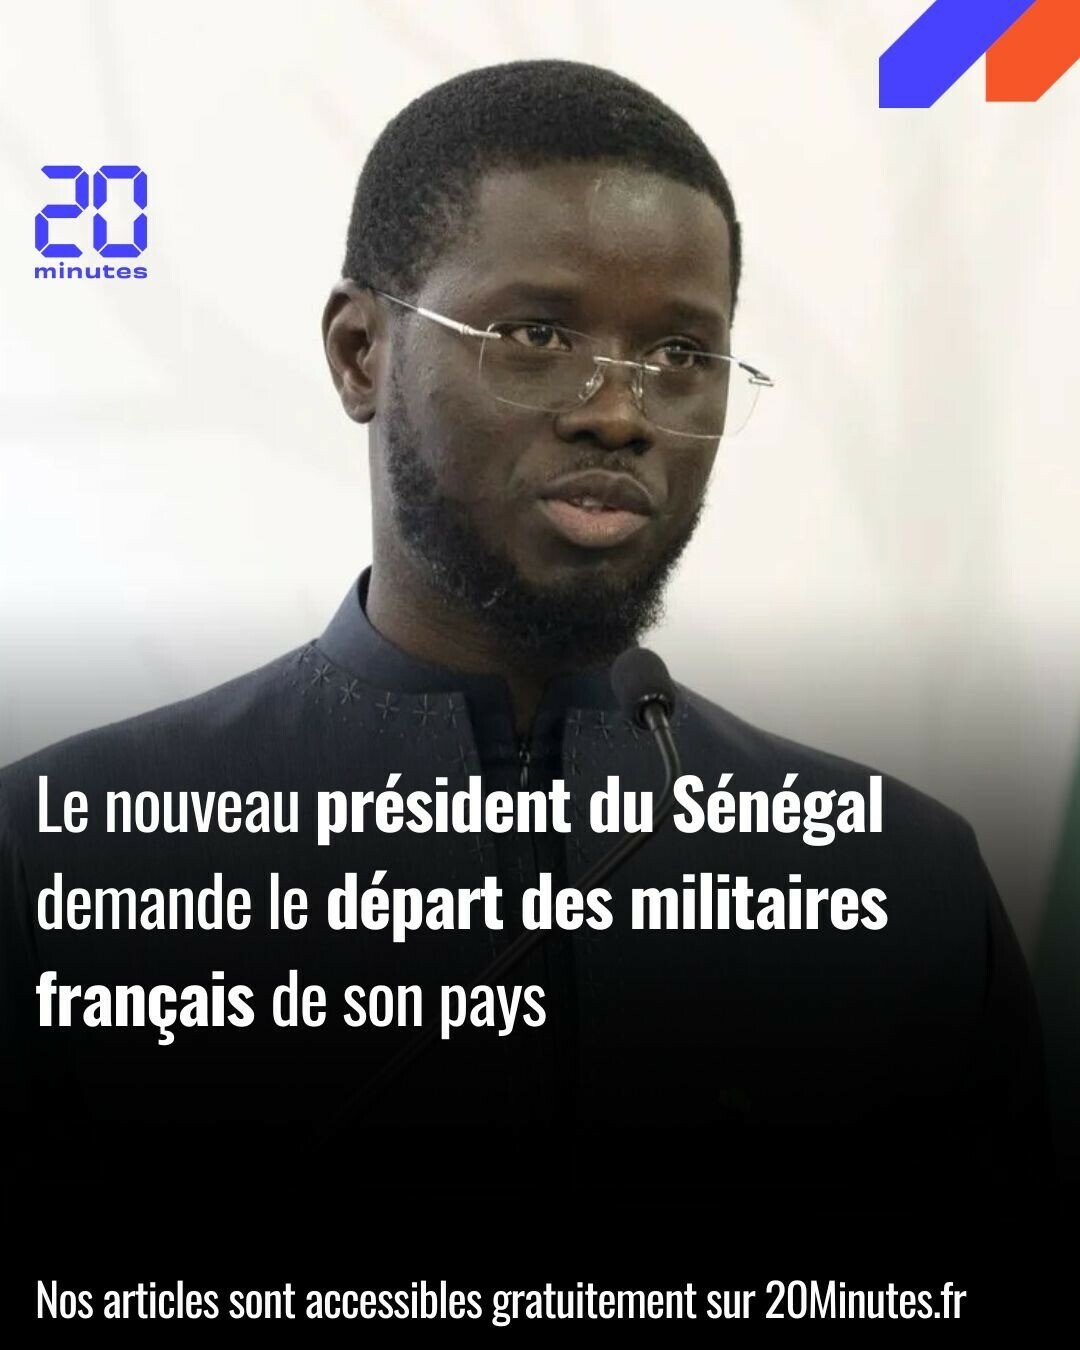 20
minutes
Le nouveau président du Sénégal
demande le départ des militaires
français de son pays
Nos articles sont accessibles gratuitement sur 20Minutes.fr